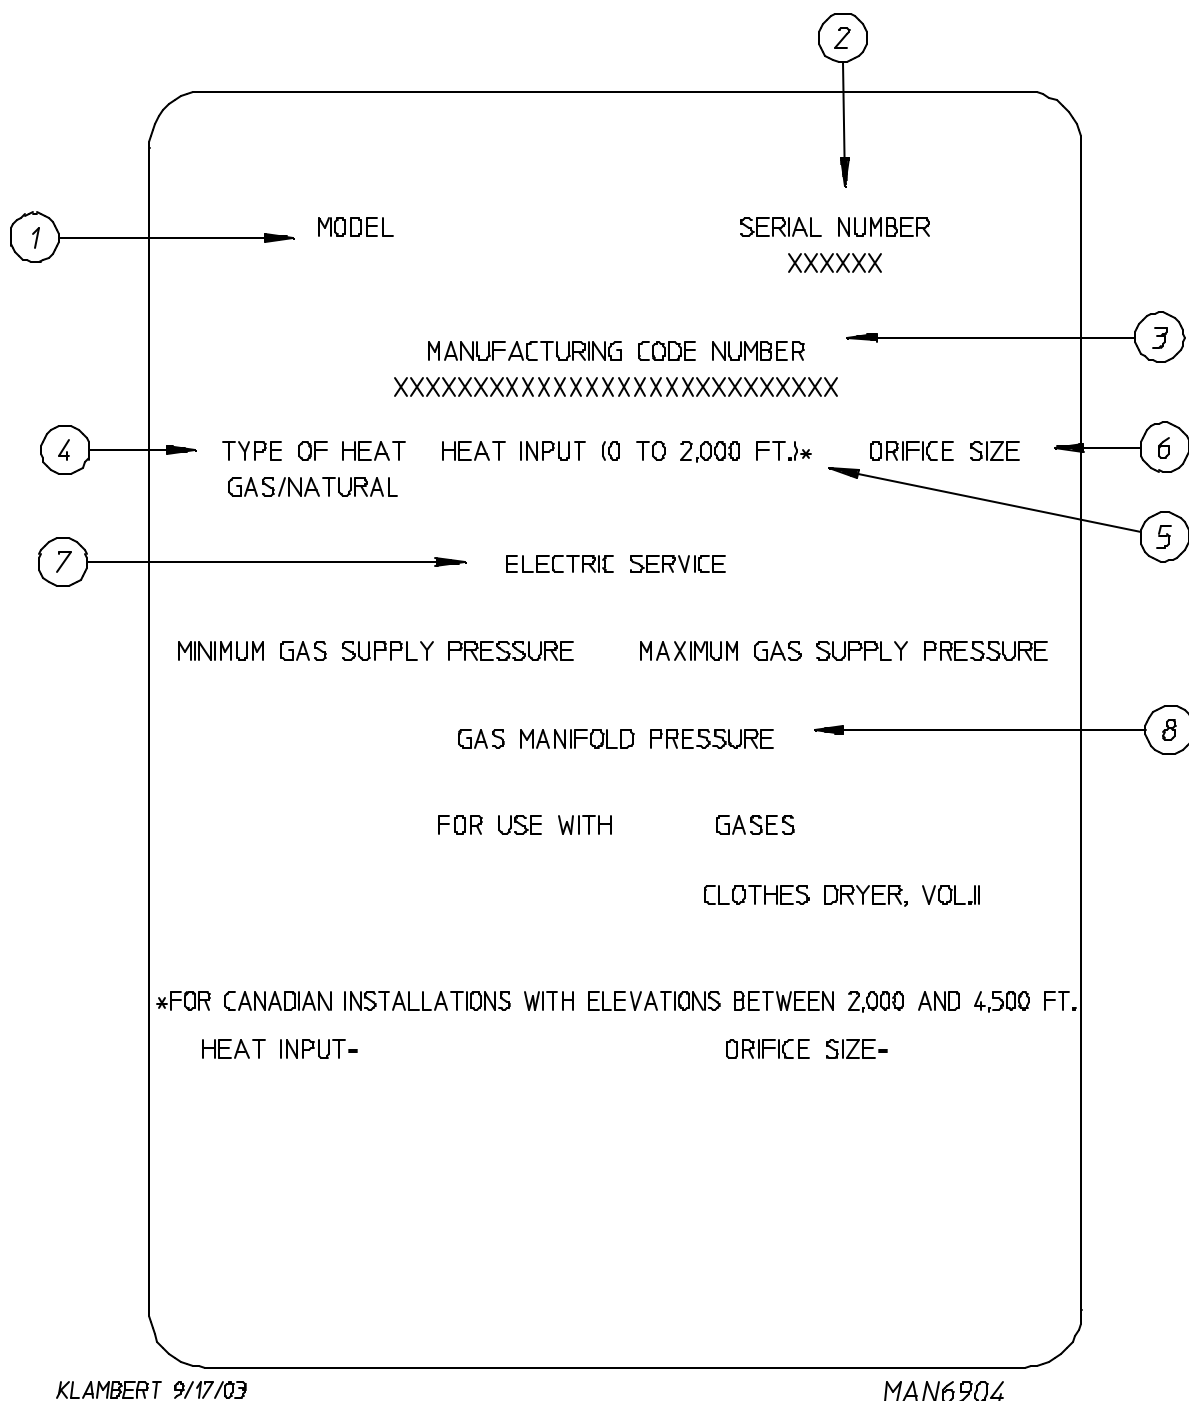 2
1 MODEL SERIAL NUMBER
XXXXXX
3
MANUFACTURING CODE NUMBER
XXXXXXXXXXXXXXXXXXXXXXXXXXXX
4 TYPE OF HEAT HEAT INPUT (0 TO 2,000 FT.)* ORIFICE SIZE 6
GAS/NATURAL
5
7 ELECTRIC SERVICE
MINIMUM GAS SUPPLY PRESSURE MAXIMUM GAS SUPPLY PRESSURE
GAS MANIFOLD PRESSURE 8
FOR USE WITH GASES
CLOTHES DRYER, VOL.II
*FOR CANADIAN INSTALLATIONS WITH ELEVATIONS BETWEEN 2,000 AND 4,500 FT.
HEAT INPUT- ORIFICE SIZE-
KLAMBERT 9/17/03 MAN6904